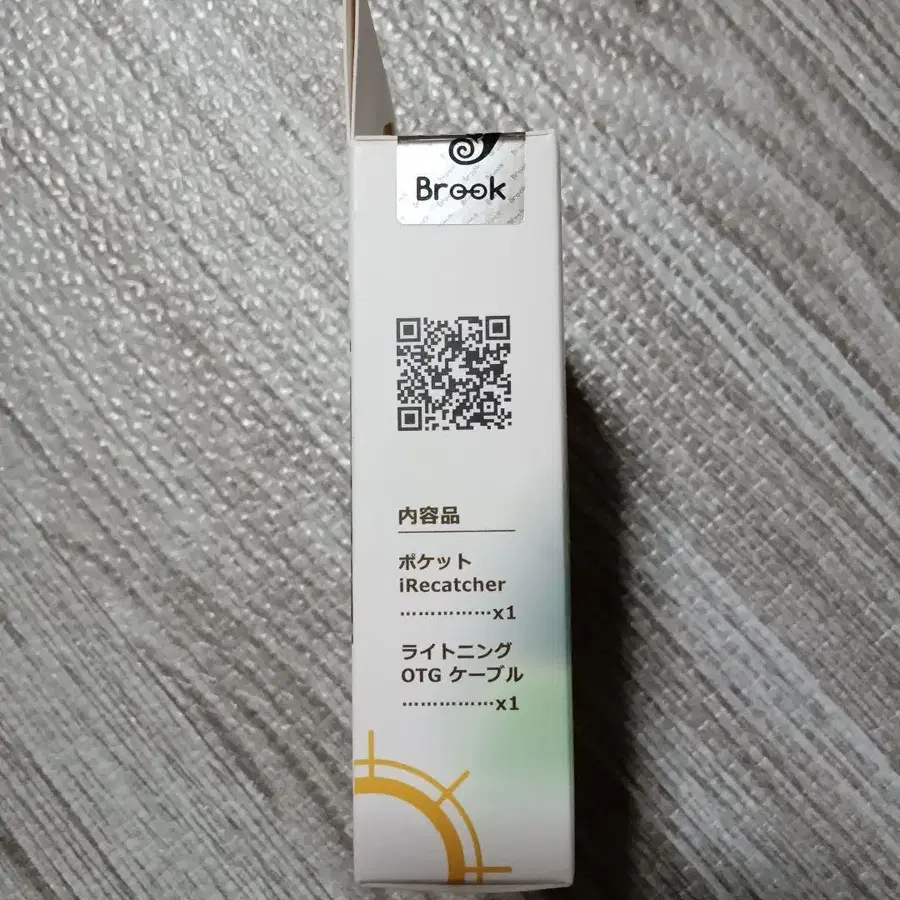 Brook
内容品
ポケット
iRecatcher
……………x1
ライトニング
OTG ケーブル
……………x1